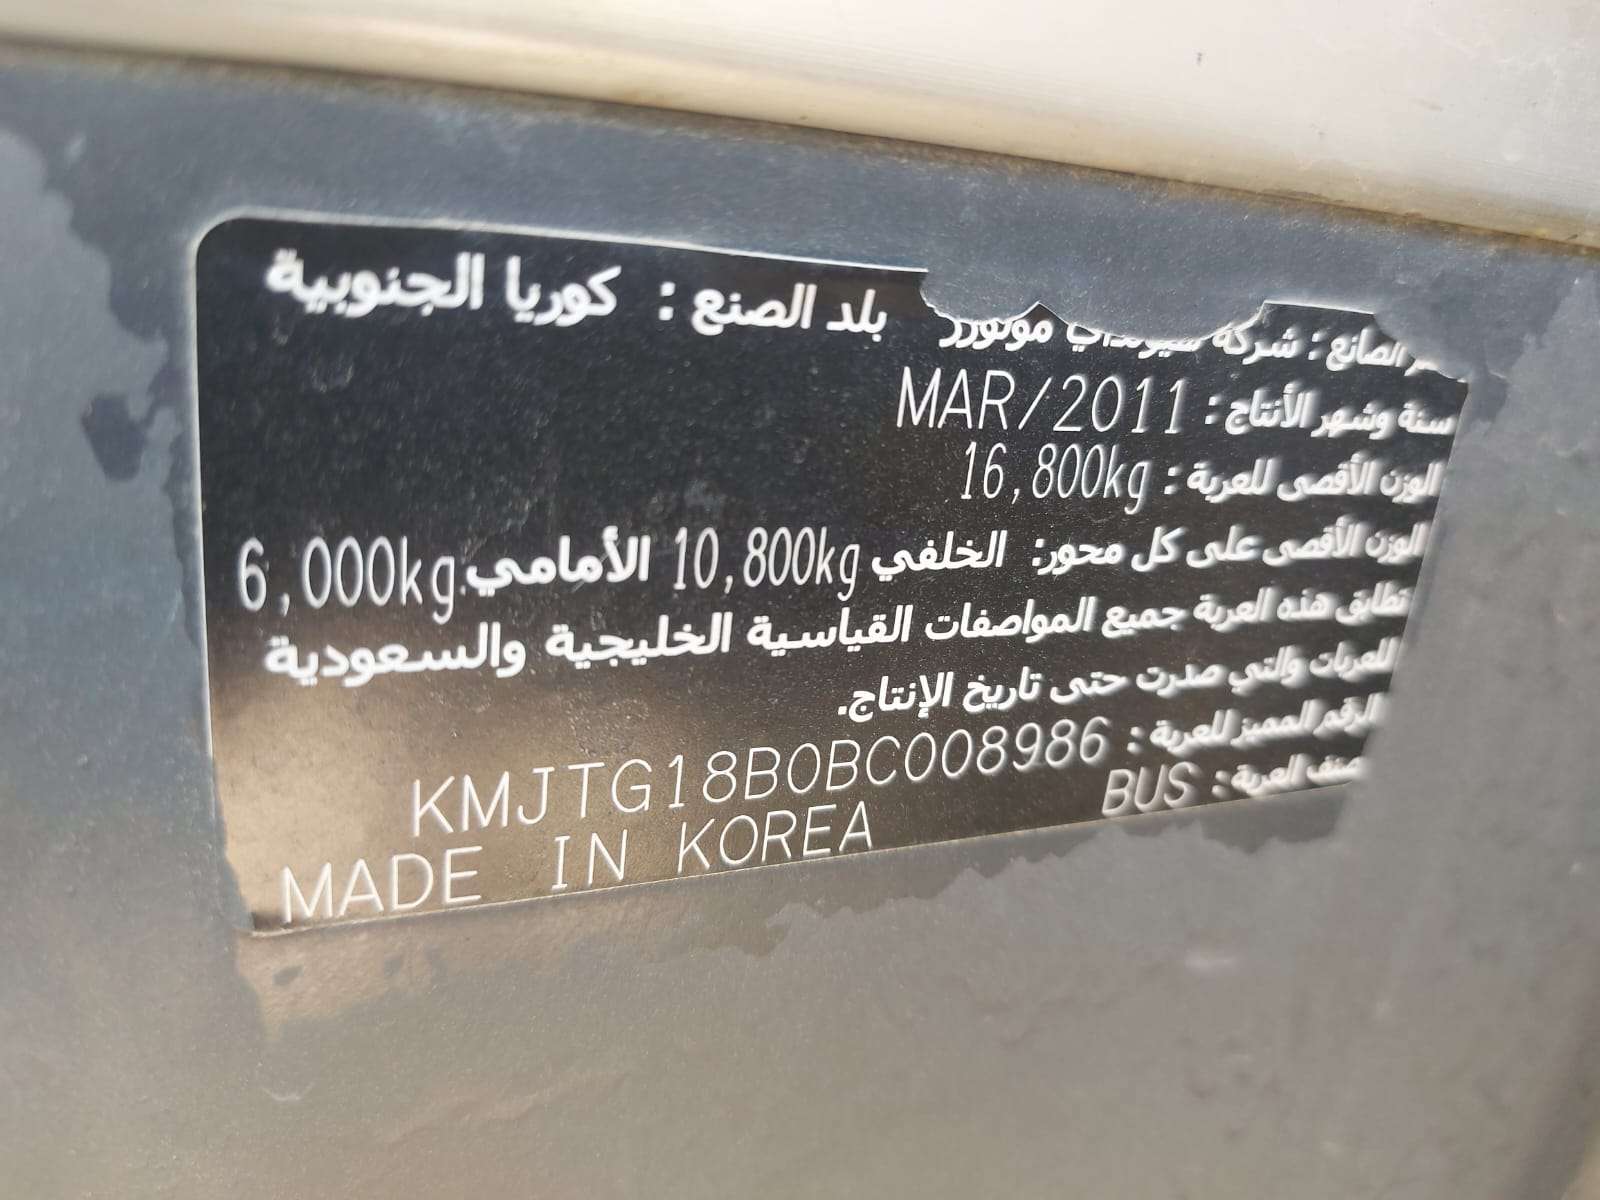 الصانع : شركة هيونداي موتورز بلد الصنع : كوريا الجنوبية
سنة وشهر الأنتاج : MAR/2011
الوزن الأقصى للعربة : 16,800kg
الوزن الأقصى على كل محور: الخلفي 10,800kg الأمامي 6,000kg
تطابق هذه العربة جميع المواصفات القياسية الخليجية والسعودية
للعربات والتي صدرت حتى تاريخ الإنتاج.
الرقم المميز للعربة : KMJTG18B0BC008986
صنف العربة : BUS
MADE IN KOREA